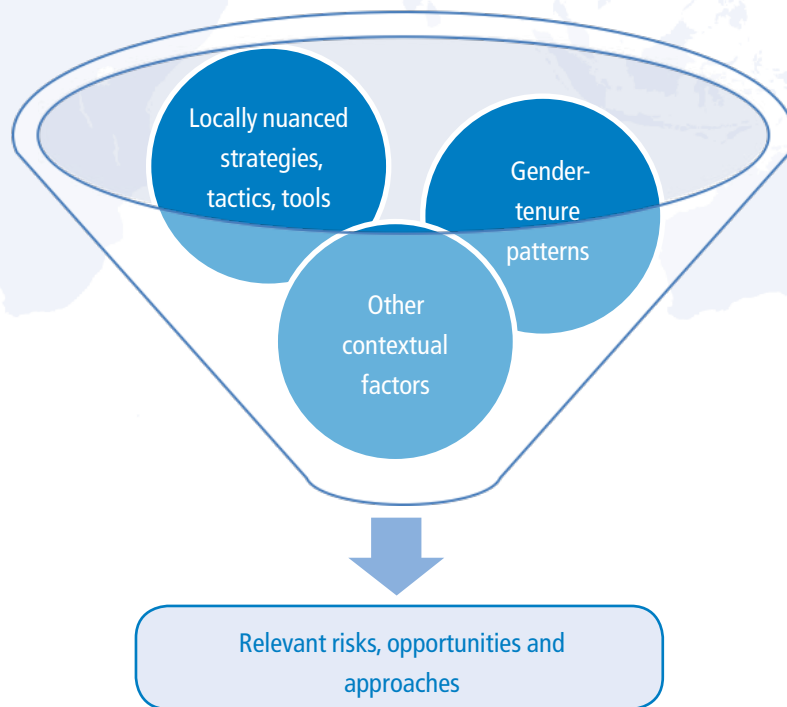 Locally nuanced
strategies,
tactics, tools
Gender-
tenure
patterns
Other
contextual
factors
Relevant risks, opportunities and
approaches